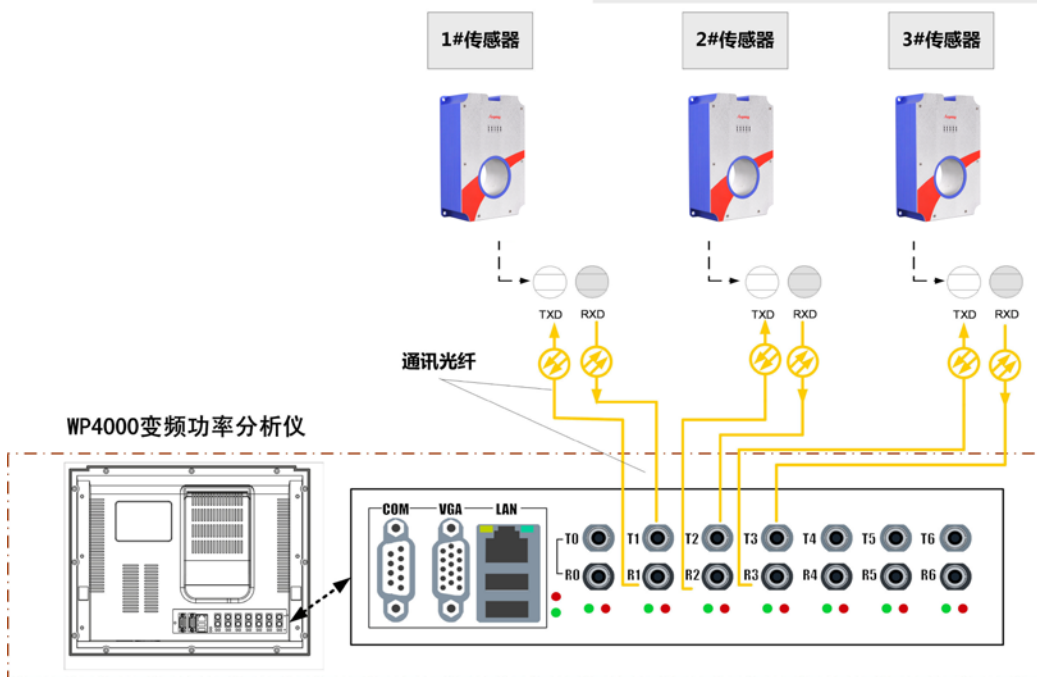 1#传感器
2#传感器
3#传感器
TXD RXD
TXD RXD
TXD RXD
通讯光纤
WP4000变频功率分析仪
COM VGA LAN
T0 T1 T2 T3 T4 T5 T6
R0 R1 R2 R3 R4 R5 R6